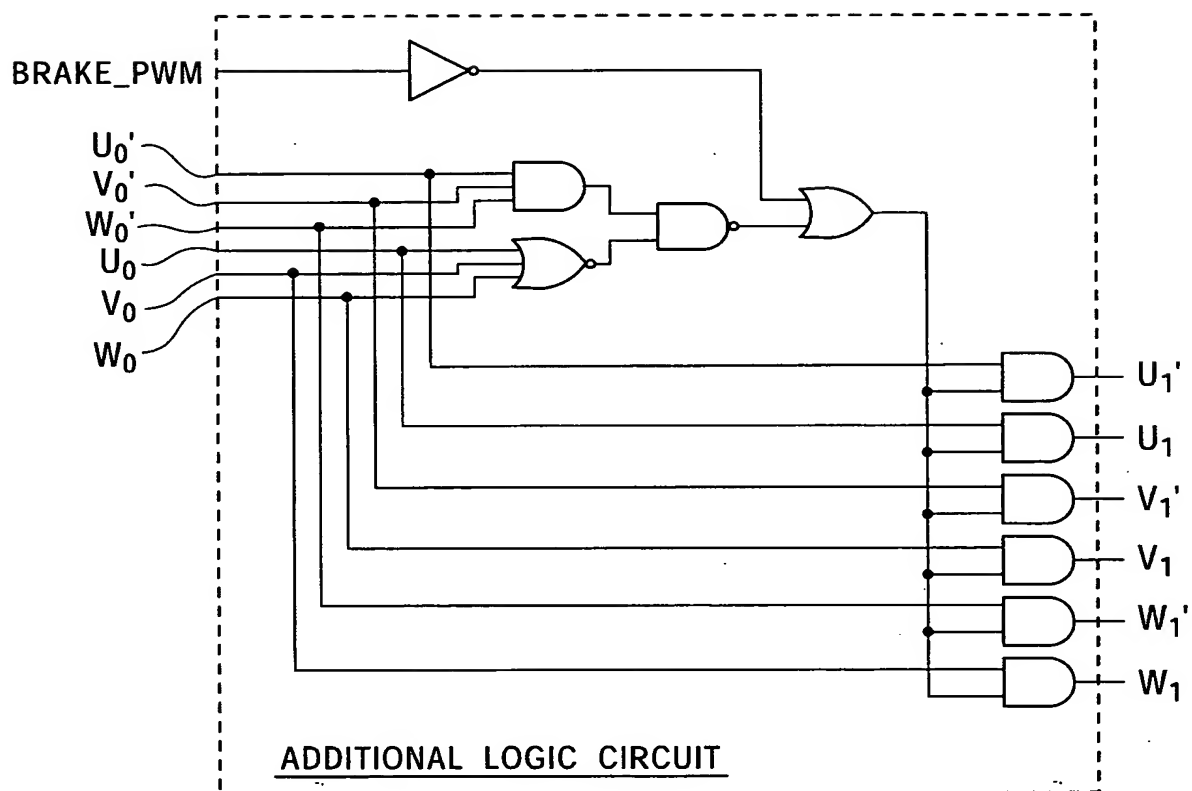 BRAKE_PWM
U₀'
V₀'
W₀'
U₀
V₀
W₀
U₁'
U₁
V₁'
V₁
W₁'
W₁
ADDITIONAL LOGIC CIRCUIT